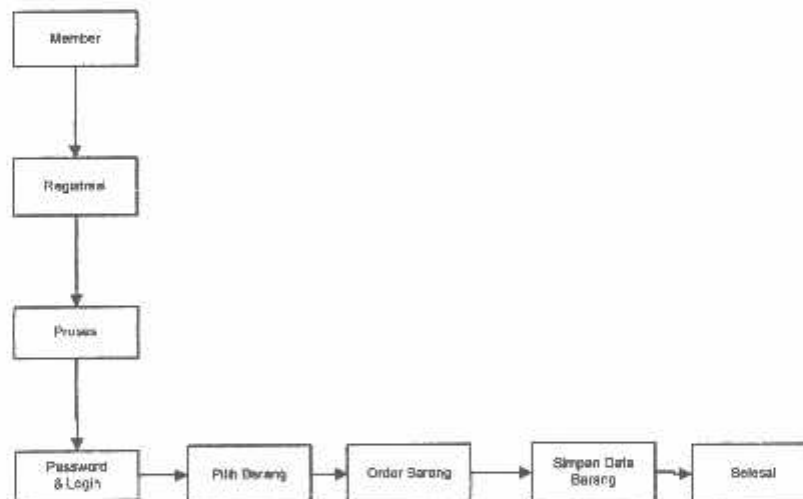 Member
Registrasi
Proses
Password
& Login
Pilih Barang
Order Barang
Simpan Data
Barang
Selesai